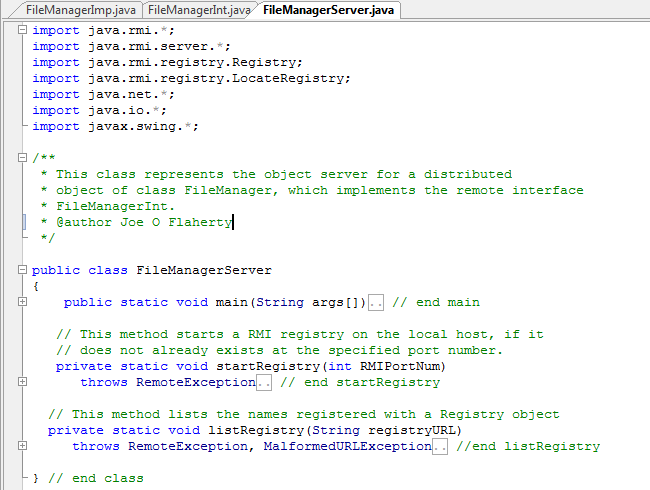 FileManagerImp.java FileManagerInt.java FileManagerServer.java
import java.rmi.*;
import java.rmi.server.*;
import java.rmi.registry.Registry;
import java.rmi.registry.LocateRegistry;
import java.net.*;
import java.io.*;
import javax.swing.*;
/**
* This class represents the object server for a distributed
* object of class FileManager, which implements the remote interface
* FileManagerInt.
* @author Joe O Flaherty
*/
public class FileManagerServer
{
public static void main(String args[]).. // end main
// This method starts a RMI registry on the local host, if it
// does not already exists at the specified port number.
private static void startRegistry(int RMIPortNum)
throws RemoteException.. // end startRegistry
// This method lists the names registered with a Registry object
private static void listRegistry(String registryURL)
throws RemoteException, MalformedURLException.. //end listRegistry
} // end class